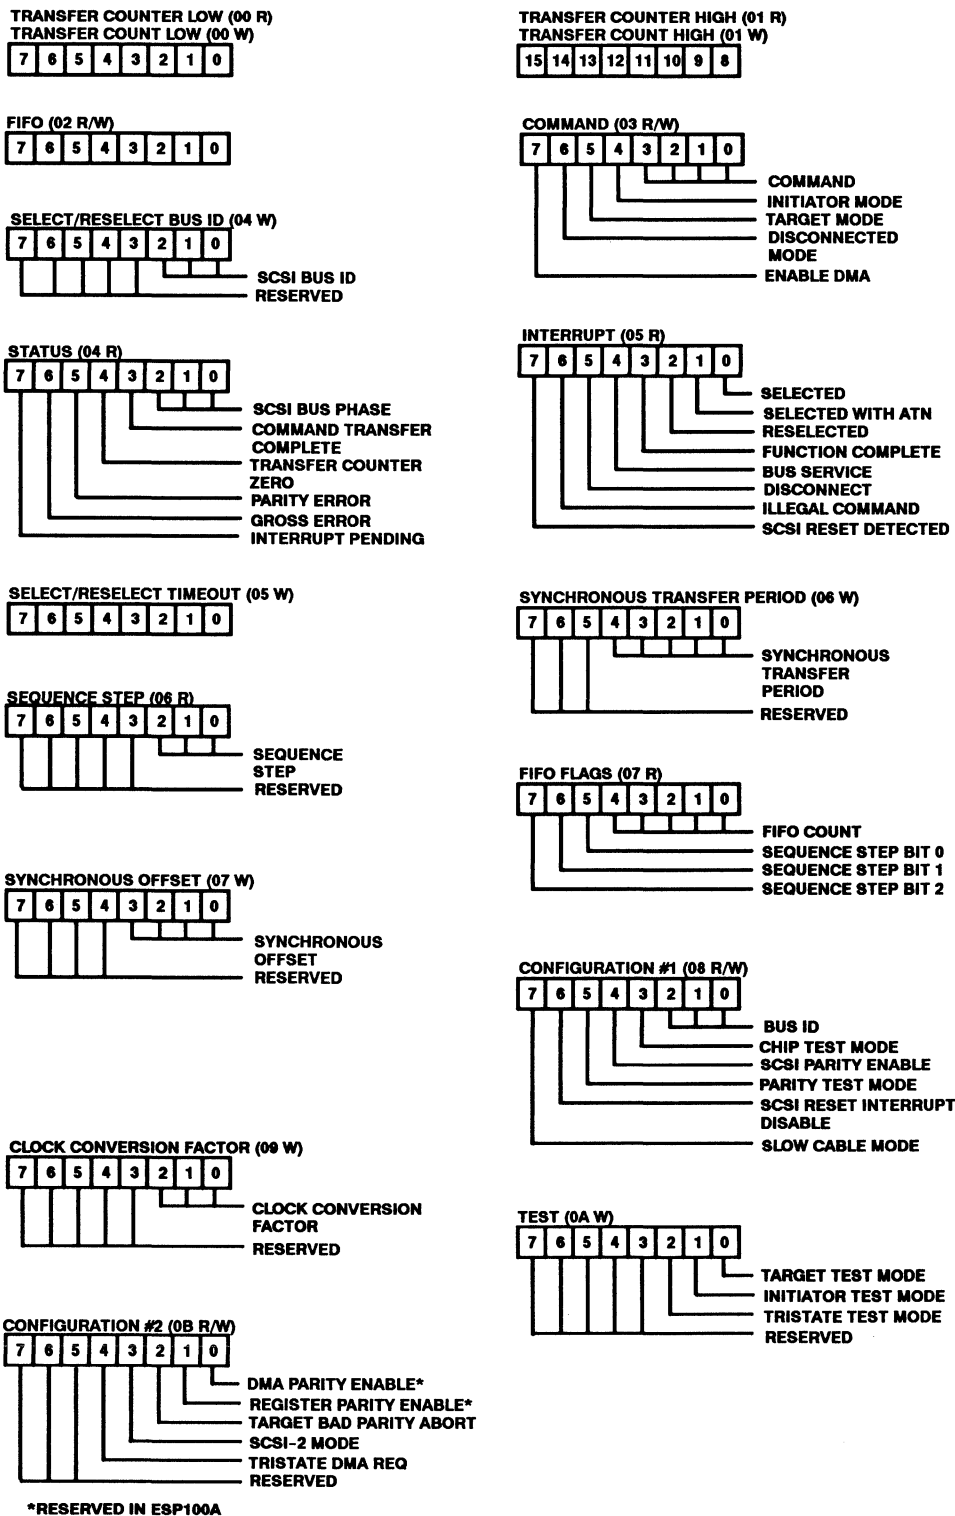 TRANSFER COUNTER LOW (00 R)
TRANSFER COUNT LOW (00 W)
7 6 5 4 3 2 1 0
FIFO (02 R/W)
7 6 5 4 3 2 1 0
SELECT/RESELECT BUS ID (04 W)
7 6 5 4 3 2 1 0
SCSI BUS ID
RESERVED
STATUS (04 R)
7 6 5 4 3 2 1 0
SCSI BUS PHASE
COMMAND TRANSFER
COMPLETE
TRANSFER COUNTER
ZERO
PARITY ERROR
GROSS ERROR
INTERRUPT PENDING
SELECT/RESELECT TIMEOUT (05 W)
7 6 5 4 3 2 1 0
SEQUENCE STEP (06 R)
7 6 5 4 3 2 1 0
SEQUENCE
STEP
RESERVED
SYNCHRONOUS OFFSET (07 W)
7 6 5 4 3 2 1 0
SYNCHRONOUS
OFFSET
RESERVED
CLOCK CONVERSION FACTOR (09 W)
7 6 5 4 3 2 1 0
CLOCK CONVERSION
FACTOR
RESERVED
CONFIGURATION #2 (0B R/W)
7 6 5 4 3 2 1 0
DMA PARITY ENABLE*
REGISTER PARITY ENABLE*
TARGET BAD PARITY ABORT
SCSI-2 MODE
TRISTATE DMA REQ
RESERVED
*RESERVED IN ESP100A
TRANSFER COUNTER HIGH (01 R)
TRANSFER COUNT HIGH (01 W)
15 14 13 12 11 10 9 8
COMMAND (03 R/W)
7 6 5 4 3 2 1 0
COMMAND
INITIATOR MODE
TARGET MODE
DISCONNECTED
MODE
ENABLE DMA
INTERRUPT (05 R)
7 6 5 4 3 2 1 0
SELECTED
SELECTED WITH ATN
RESELECTED
FUNCTION COMPLETE
BUS SERVICE
DISCONNECT
ILLEGAL COMMAND
SCSI RESET DETECTED
SYNCHRONOUS TRANSFER PERIOD (06 W)
7 6 5 4 3 2 1 0
SYNCHRONOUS
TRANSFER
PERIOD
RESERVED
FIFO FLAGS (07 R)
7 6 5 4 3 2 1 0
FIFO COUNT
SEQUENCE STEP BIT 0
SEQUENCE STEP BIT 1
SEQUENCE STEP BIT 2
CONFIGURATION #1 (08 R/W)
7 6 5 4 3 2 1 0
BUS ID
CHIP TEST MODE
SCSI PARITY ENABLE
PARITY TEST MODE
SCSI RESET INTERRUPT
DISABLE
SLOW CABLE MODE
TEST (0A W)
7 6 5 4 3 2 1 0
TARGET TEST MODE
INITIATOR TEST MODE
TRISTATE TEST MODE
RESERVED